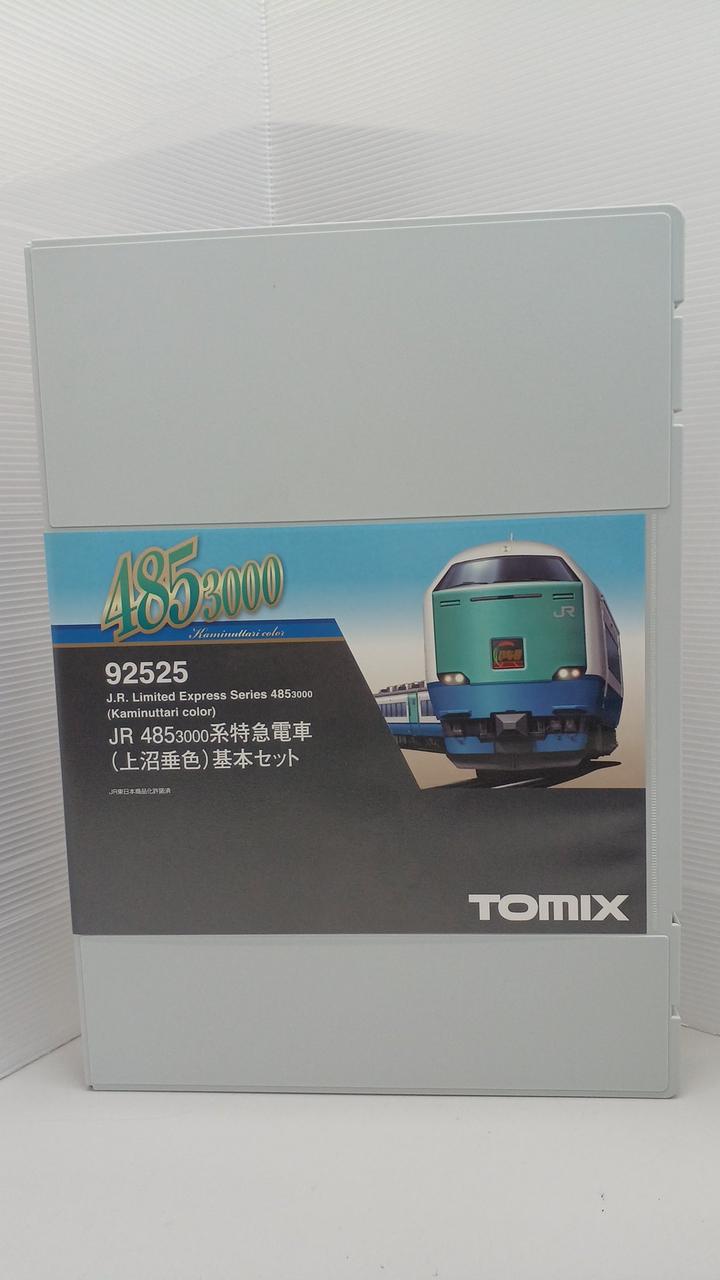 4853000
Kaminuttari color
92525
J.R. Limited Express Series 4853000
(Kaminuttari color)
JR 4853000系特急電車
(上沼垂色)基本セット
JR東日本商品化許諾済
JR
TOMIX